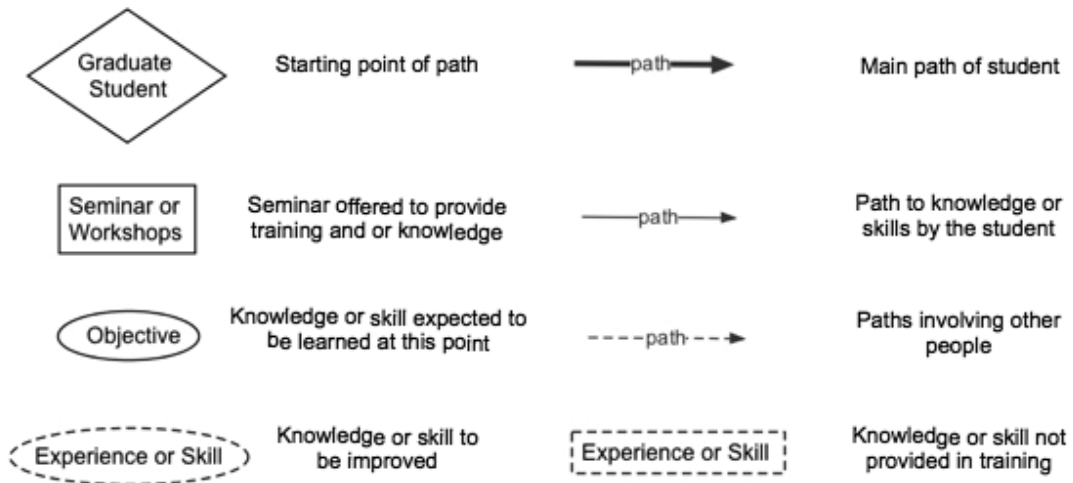 Graduate
Student
Starting point of path
path
Main path of student
Seminar or
Workshops
Seminar offered to provide
training and or knowledge
path
Path to knowledge or
skills by the student
Objective
Knowledge or skill expected to
be learned at this point
path
Paths involving other
people
Experience or Skill
Knowledge or skill to
be improved
Experience or Skill
Knowledge or skill not
provided in training